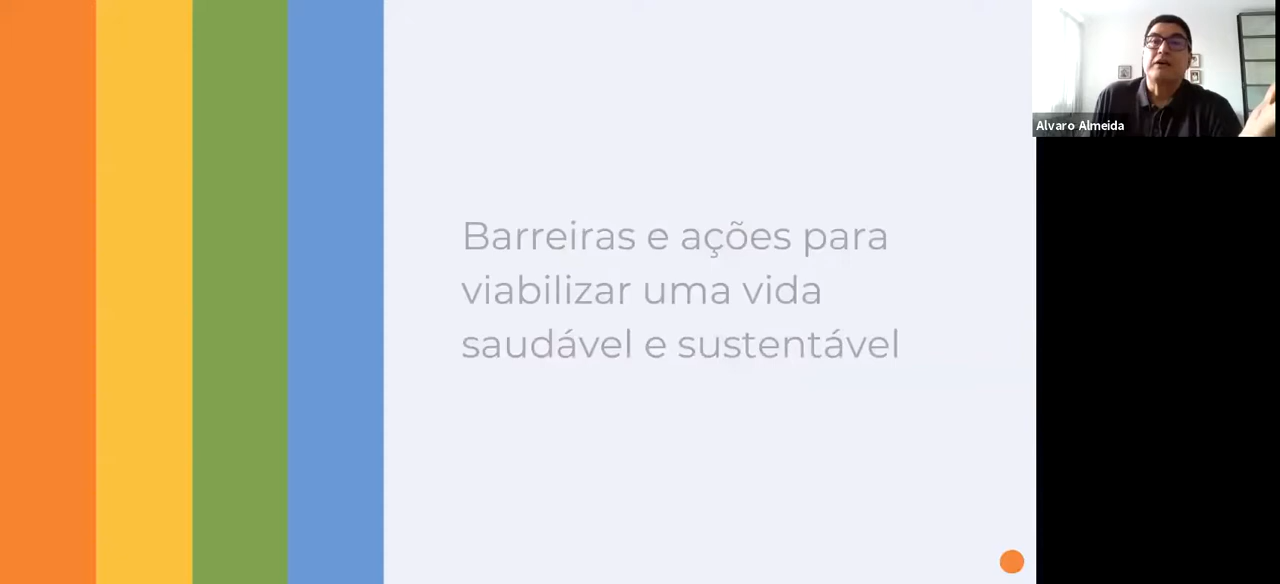 Barreiras e ações para
viabilizar uma vida
saudável e sustentável
Alvaro Almeida